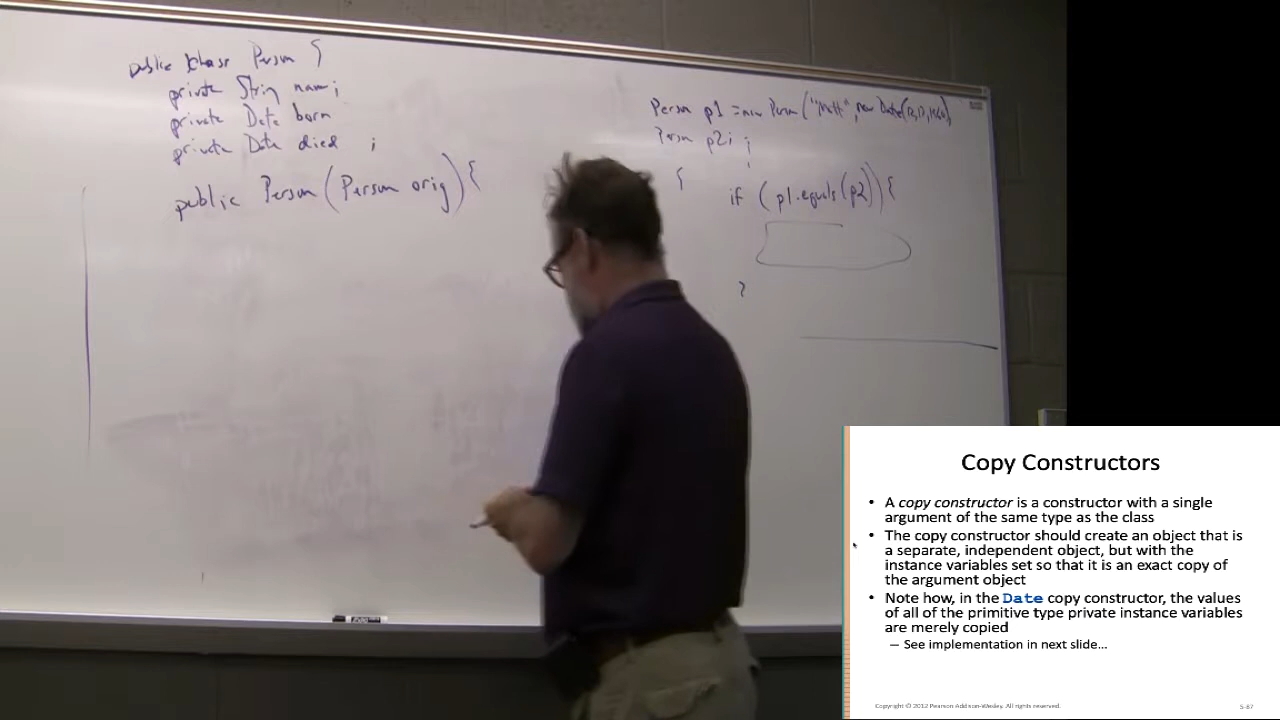 public class Person {
private String name;
private Date born
private Date died ;
public Person (Person orig) {
Person p1 = new Person ("Matt", new Date(
Person p2; ;
{
if (p1.equals(p2)) {
}
Copy Constructors
• A copy constructor is a constructor with a single
argument of the same type as the class
• The copy constructor should create an object that is
a separate, independent object, but with the
instance variables set so that it is an exact copy of
the argument object
• Note how, in the Date copy constructor, the values
of all of the primitive type private instance variables
are merely copied
– See implementation in next slide...
Copyright © 2012 Pearson Addison-Wesley. All rights reserved.
5-87